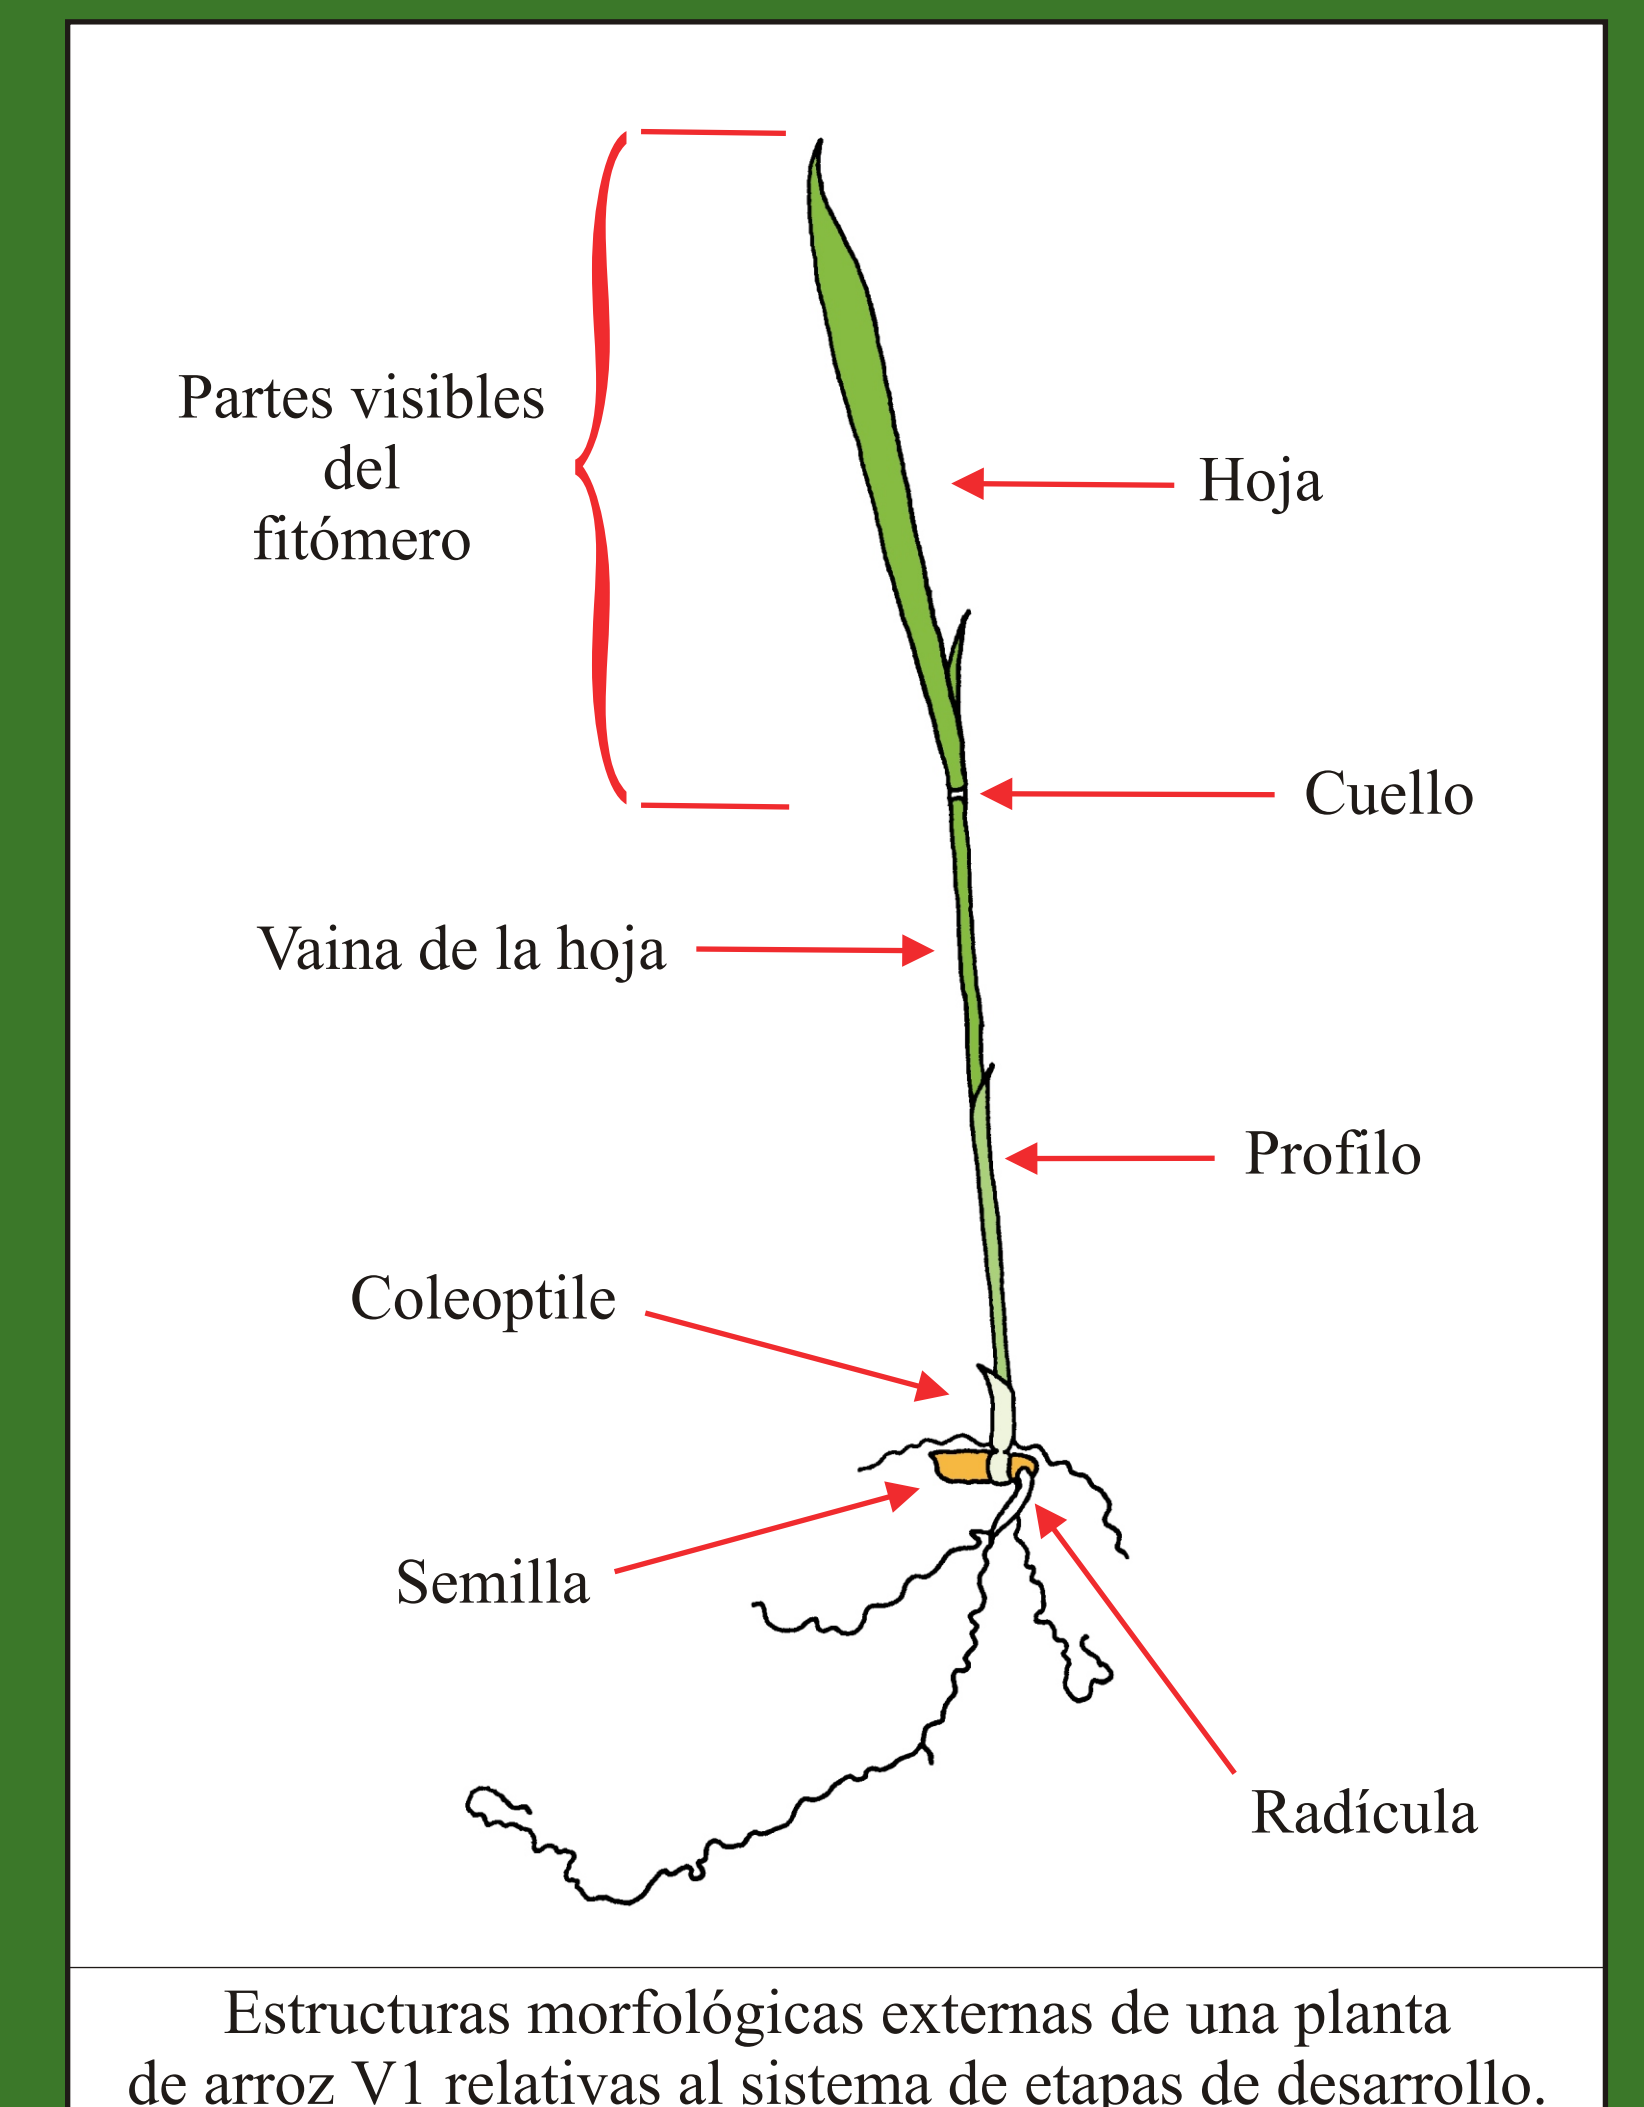 Partes visibles
del
fitómero
Hoja
Cuello
Vaina de la hoja
Profilo
Coleoptile
Semilla
Radícula
Estructuras morfológicas externas de una planta
de arroz V1 relativas al sistema de etapas de desarrollo.